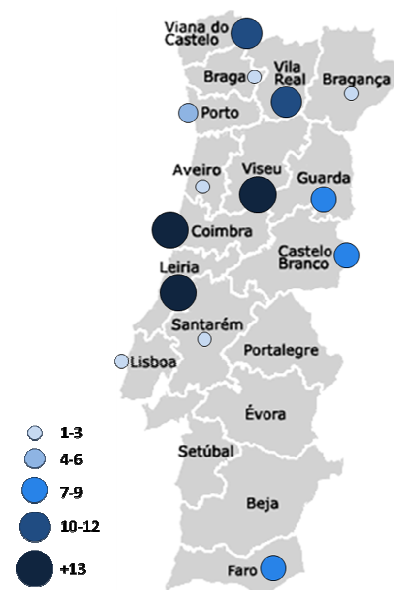 Viana do
Castelo
Braga
Vila
Real
Bragança
Porto
Aveiro
Viseu
Guarda
Coimbra
Castelo
Branco
Leiria
Santarém
Portalegre
Lisboa
Évora
Setúbal
Beja
Faro
1-3
4-6
7-9
10-12
+13